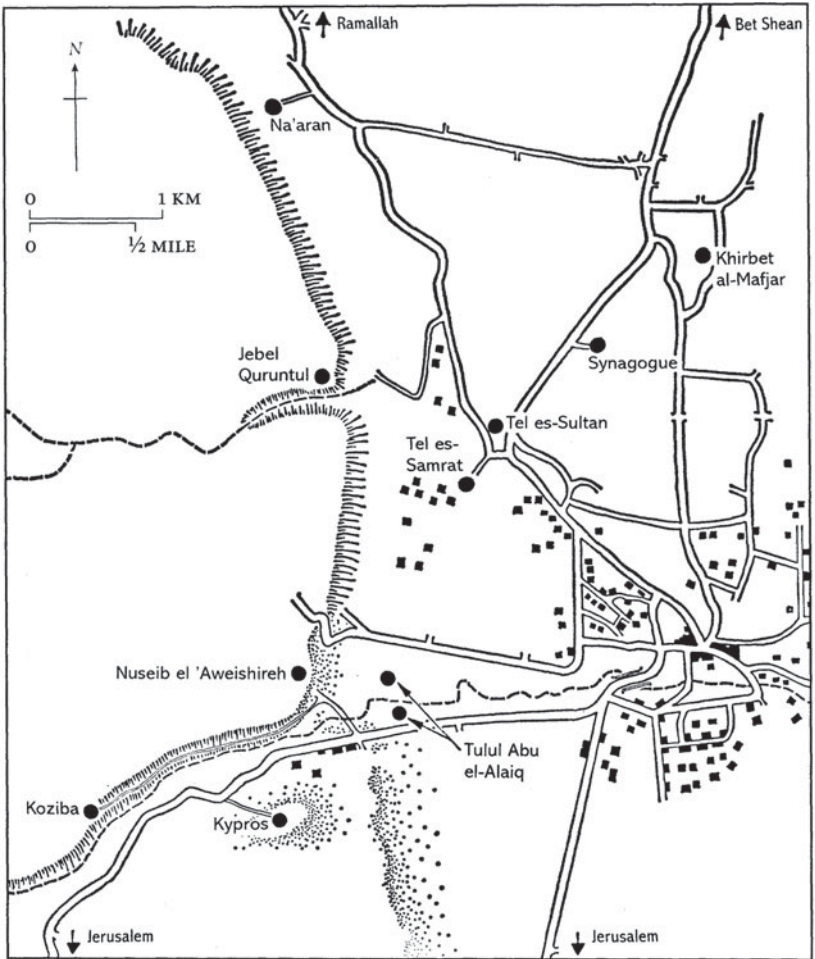 Ramallah
Bet Shean
N
Na'aran
0
1 KM
0
½ MILE
Khirbet
al-Mafjar
Jebel
Quruntul
Synagogue
Tel es-Sultan
Tel es-
Samrat
Nuseib el 'Aweishireh
Tulul Abu
el-Alaiq
Koziba
Kypros
Jerusalem
Jerusalem